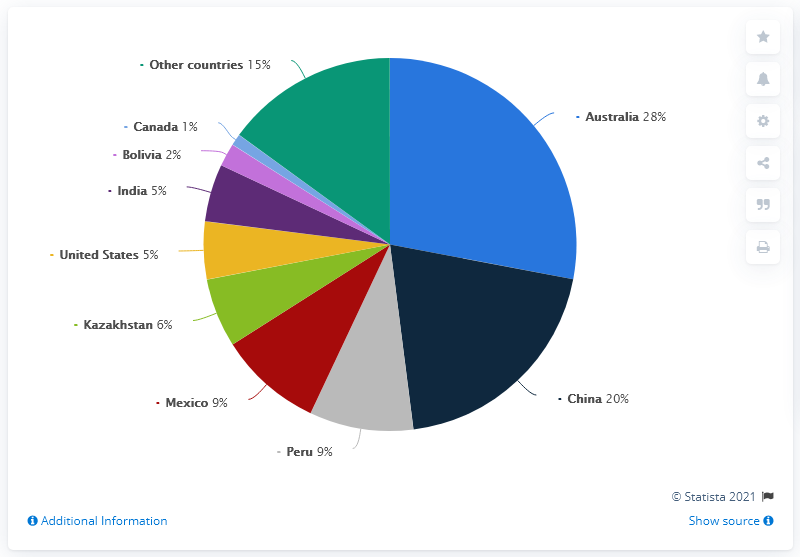 Other countries 15%
Australia 28%
Canada 1%
Bolivia 2%
India 5%
United States 5%
Kazakhstan 6%
Mexico 9%
China 20%
Peru 9%
© Statista 2021
Additional Information
Show source